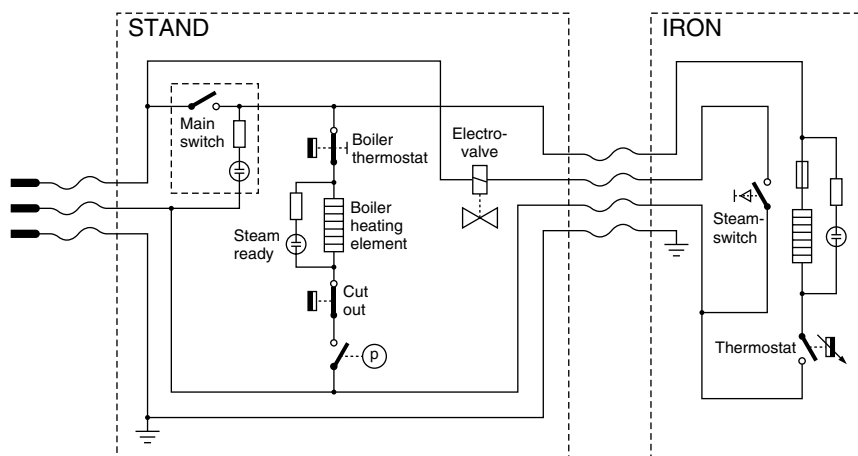 STAND
IRON
Main
switch
Boiler
thermostat
Electro-
valve
Steam
ready
Boiler
heating
element
Steam-
switch
Cut
out
p
Thermostat